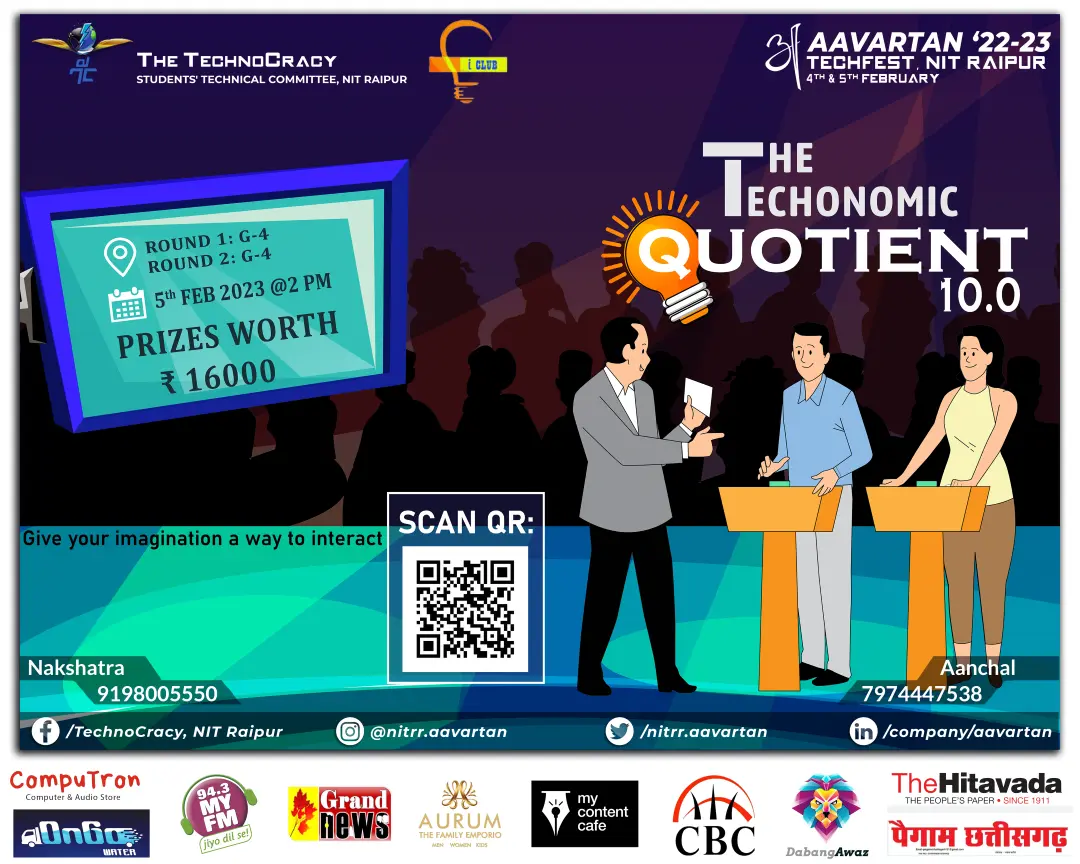 THE TECHNOCRACY
STUDENTS' TECHNICAL COMMITTEE, NIT RAIPUR
i CLUB
AAVARTAN ‘22-23
TECHFEST, NIT RAIPUR
4TH & 5TH FEBRUARY
THE
TECHONOMIC
QUOTIENT
10.0
ROUND 1: G-4
ROUND 2: G-4
5th FEB 2023 @2 PM
PRIZES WORTH
₹ 16000
Give your imagination a way to interact
SCAN QR:
Nakshatra
9198005550
Aanchal
7974447538
/TechnoCracy, NIT Raipur
@nitrr.aavartan
/nitrr.aavartan
/company/aavartan
CompuTron
Computer & Audio Store
OnGo
WATER
94.3
MY
FM
jiyo dil se!
Grand
news
AURUM
THE FAMILY EMPORIO
MEN WOMEN KIDS
my
content
cafe
CBC
DabangAwaz
TheHitavada
THE PEOPLE'S PAPER • SINCE 1911
पैगाम छत्तीसगढ़